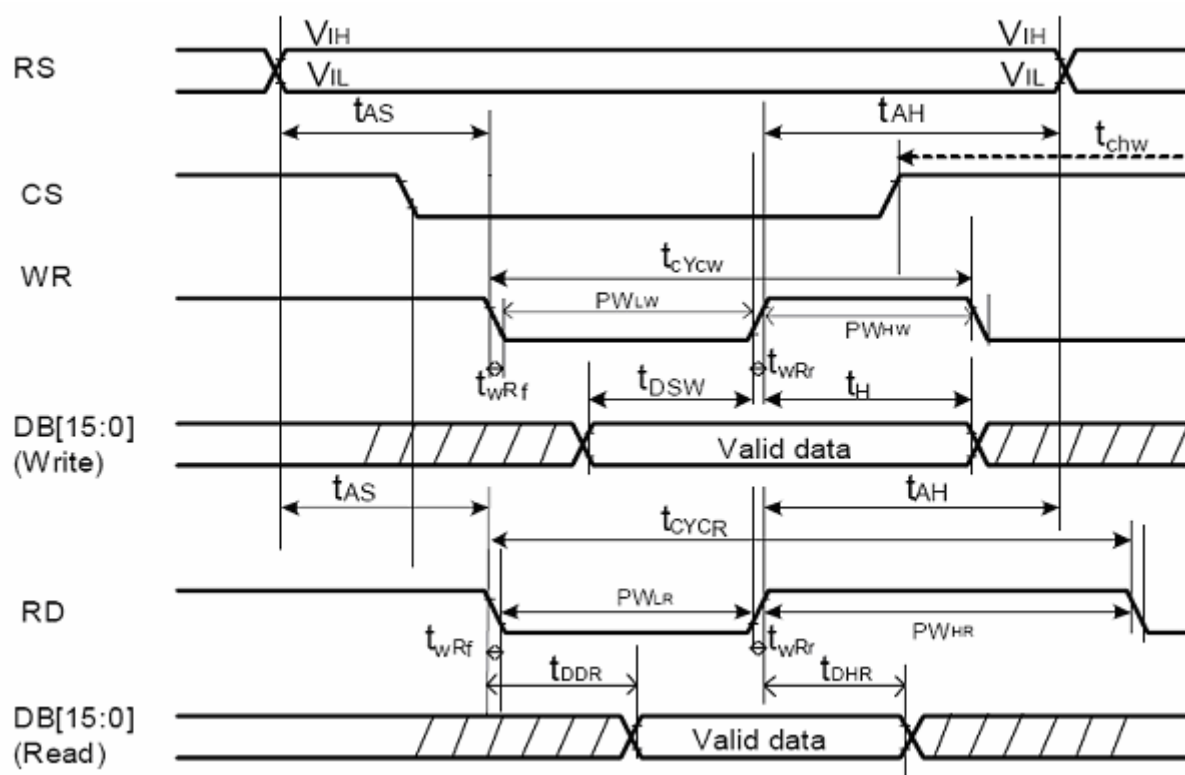 RS
VIH
VIH
VIL
VIL
tAS
tAH
tchw
CS
WR
tcYcw
PWLW
PWHW
twRf
tDSW
twRr
tH
DB[15:0]
(Write)
Valid data
tAS
tAH
tCYCR
RD
PWLR
PWHR
twRf
twRr
tDDR
tDHR
DB[15:0]
(Read)
Valid data